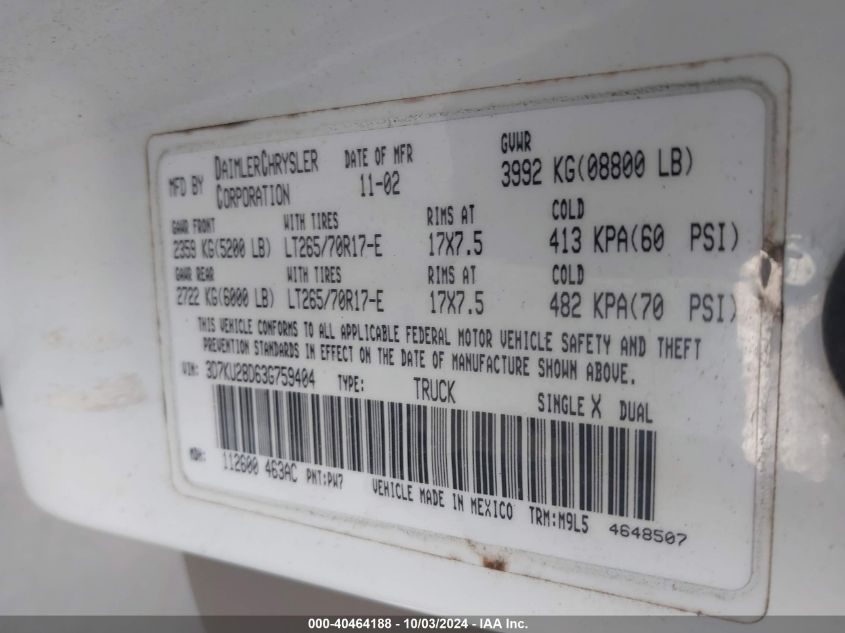 MFD BY DAIMLERCHRYSLER CORPORATION DATE OF MFR 11-02 GVWR 3992 KG(08800 LB)
GAWR FRONT WITH TIRES RIMS AT COLD
2359 KG(5200 LB) LT265/70R17-E 17X7.5 413 KPA(60 PSI)
GAWR REAR WITH TIRES RIMS AT COLD
2722 KG(6000 LB) LT265/70R17-E 17X7.5 482 KPA(70 PSI)
THIS VEHICLE CONFORMS TO ALL APPLICABLE FEDERAL MOTOR VEHICLE SAFETY AND THEFT
PREVENTION STANDARDS IN EFFECT ON THE DATE OF MANUFACTURE SHOWN ABOVE.
VIN: 3D7KU28D63G759404 TYPE: TRUCK SINGLE X DUAL
MDH: 112600 463AC PNT:PW7 VEHICLE MADE IN MEXICO TRM:M9L5 4648507
000-40464188 - 10/03/2024 - IAA Inc.